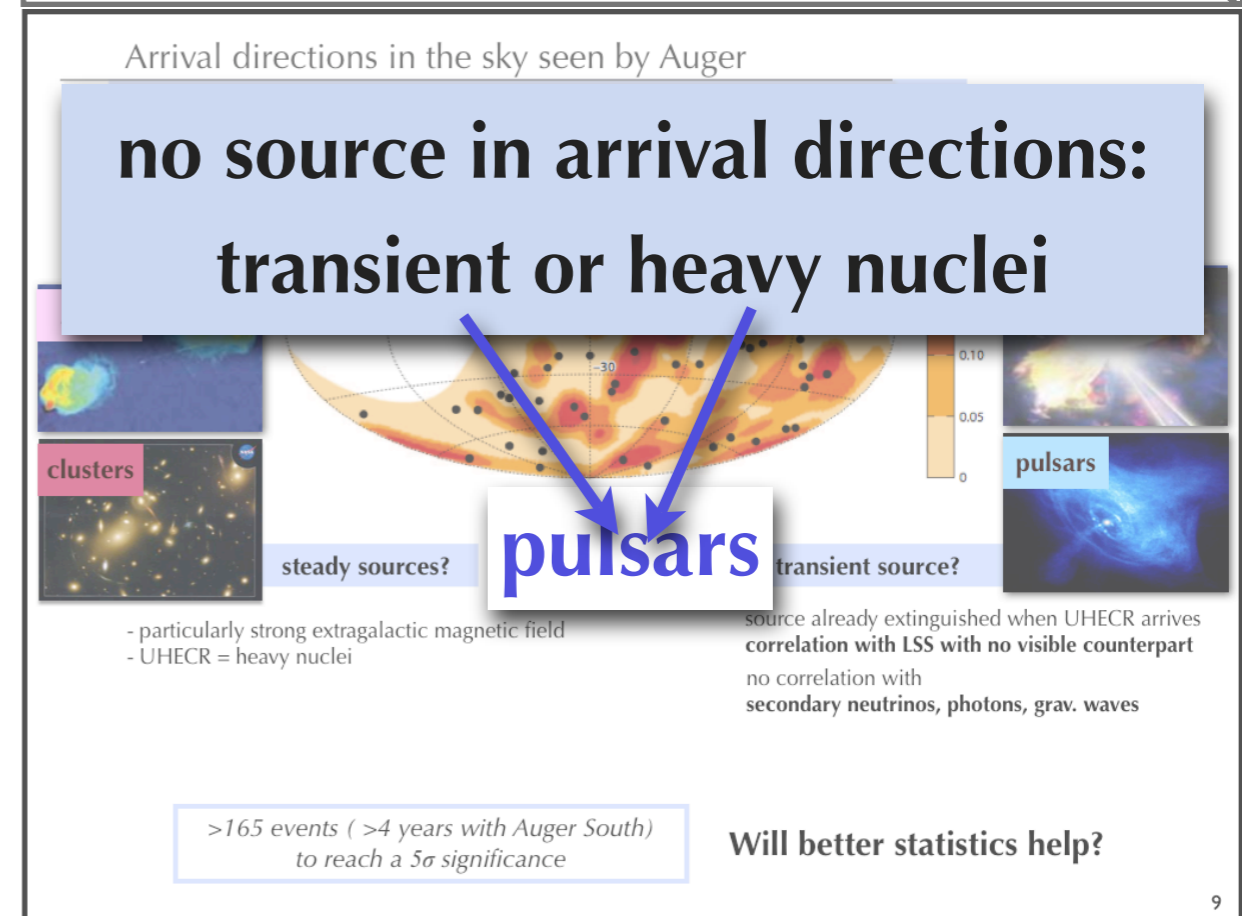 Arrival directions in the sky seen by Auger
no source in arrival directions:
transient or heavy nuclei
-30
0.10
0.05
0
clusters
pulsars
steady sources?
pulsars
transient source?
- particularly strong extragalactic magnetic field
- UHECR = heavy nuclei
source already extinguished when UHECR arrives
correlation with LSS with no visible counterpart
no correlation with
secondary neutrinos, photons, grav. waves
>165 events ( >4 years with Auger South)
to reach a 5σ significance
Will better statistics help?
9